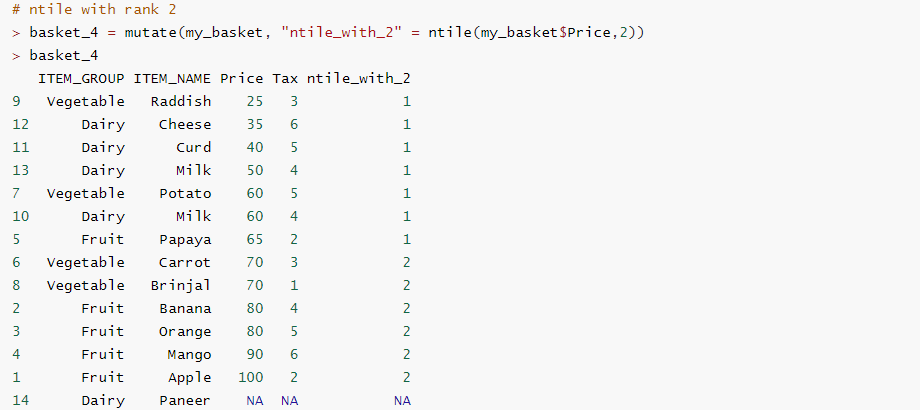 # ntile with rank 2
> basket_4 = mutate(my_basket, "ntile_with_2" = ntile(my_basket$Price,2))
> basket_4
   ITEM_GROUP ITEM_NAME Price Tax ntile_with_2
9   Vegetable   Raddish    25   3            1
12      Dairy    Cheese    35   6            1
11      Dairy      Curd    40   5            1
13      Dairy      Milk    50   4            1
7   Vegetable    Potato    60   5            1
10      Dairy      Milk    60   4            1
5       Fruit    Papaya    65   2            1
6   Vegetable    Carrot    70   3            2
8   Vegetable   Brinjal    70   1            2
2       Fruit    Banana    80   4            2
3       Fruit    Orange    80   5            2
4       Fruit     Mango    90   6            2
1       Fruit     Apple   100   2            2
14      Dairy    Paneer    NA  NA           NA